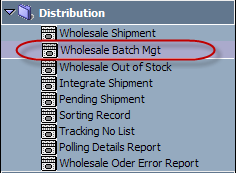 Distribution
Wholesale Shipment
Wholesale Batch Mgt
Wholesale Out of Stock
Integrate Shipment
Pending Shipment
Sorting Record
Tracking No List
Polling Details Report
Wholesale Oder Error Report